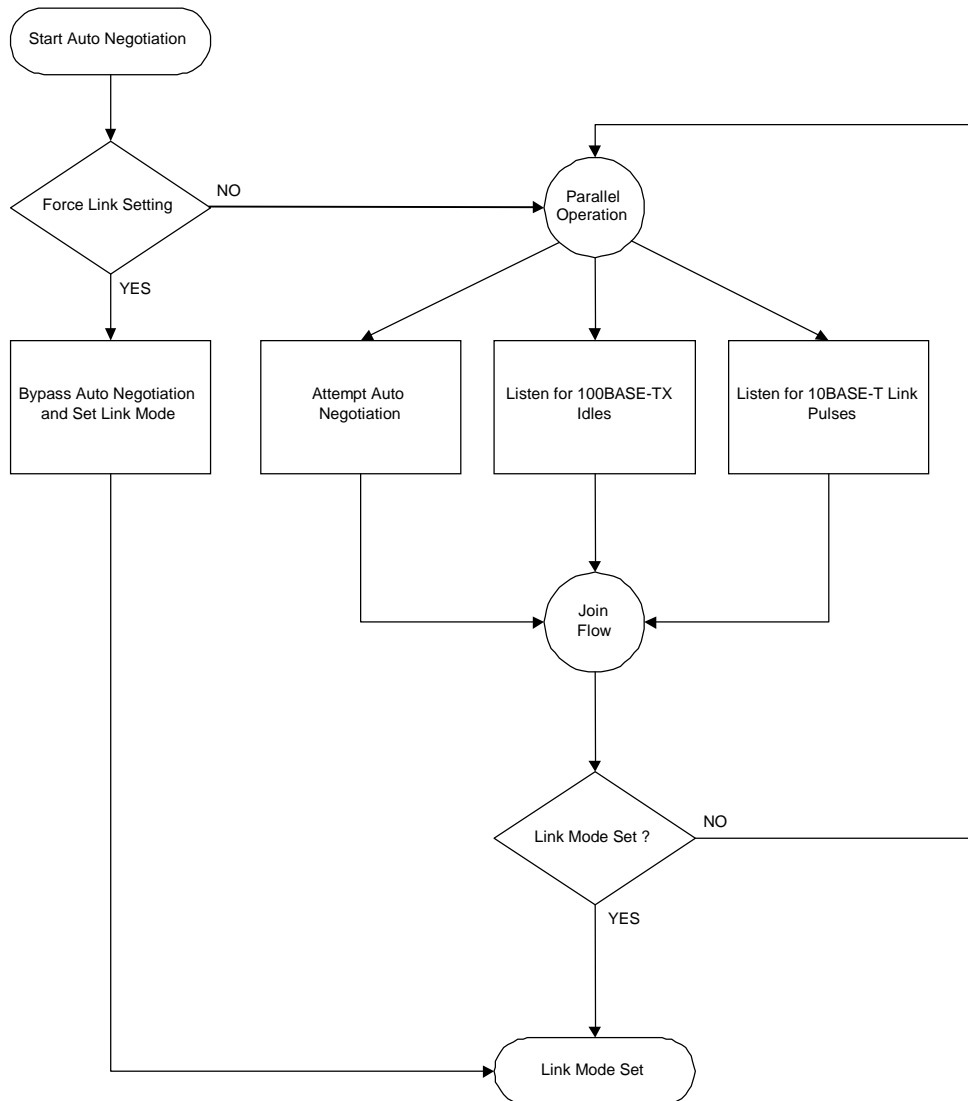 Start Auto Negotiation
Force Link Setting
NO
Parallel
Operation
YES
Bypass Auto Negotiation
and Set Link Mode
Attempt Auto
Negotiation
Listen for 100BASE-TX
Idles
Listen for 10BASE-T Link
Pulses
Join
Flow
Link Mode Set ?
NO
YES
Link Mode Set